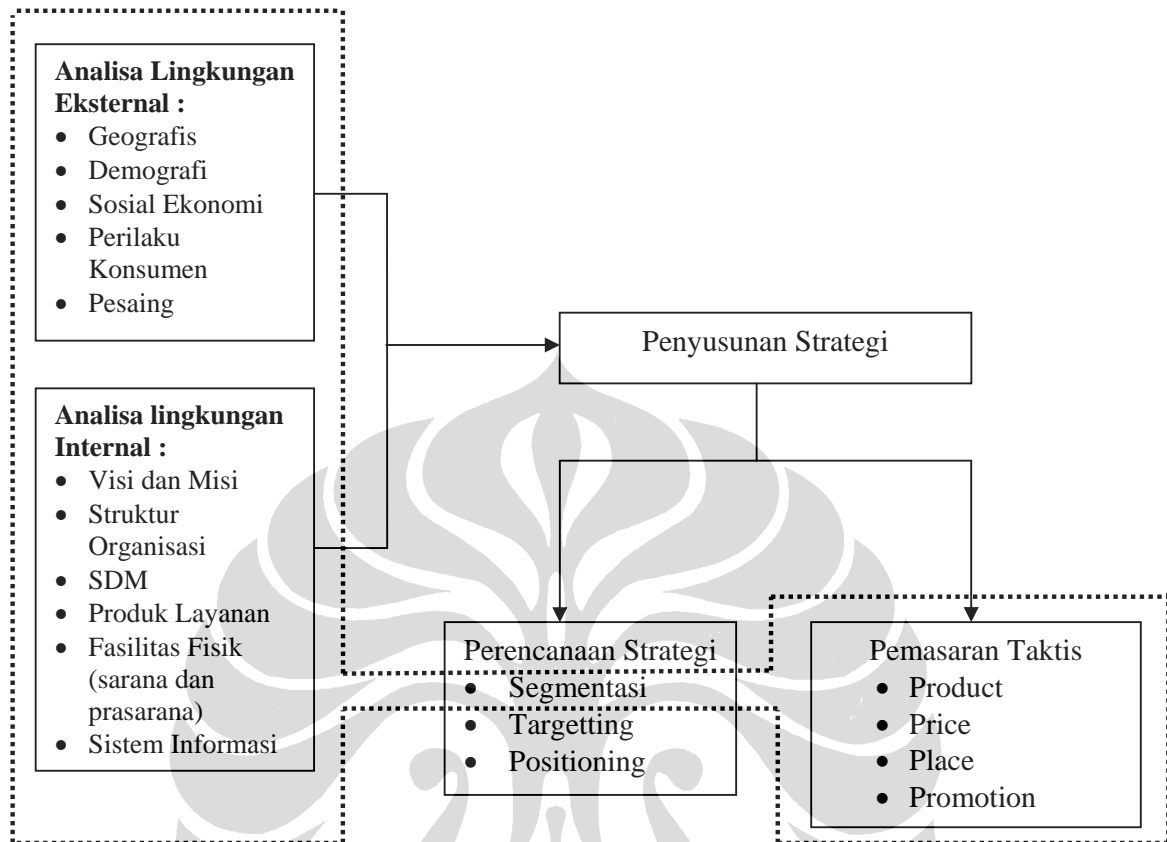 Analisa Lingkungan
Eksternal :
• Geografis
• Demografi
• Sosial Ekonomi
• Perilaku
Konsumen
• Pesaing
Analisa lingkungan
Internal :
• Visi dan Misi
• Struktur
Organisasi
• SDM
• Produk Layanan
• Fasilitas Fisik
(sarana dan
prasarana)
• Sistem Informasi
Penyusunan Strategi
Perencanaan Strategi
• Segmentasi
• Targetting
• Positioning
Pemasaran Taktis
• Product
• Price
• Place
• Promotion